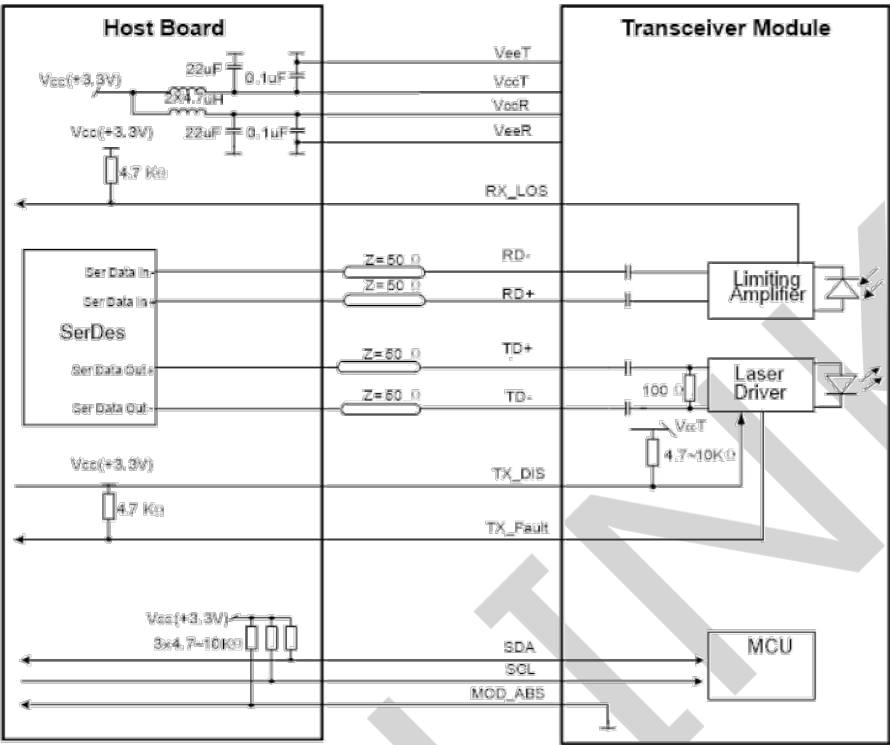 Host Board
Transceiver Module
VeeT
22uF
0.1uF
Vcc(+3.3V)
VccT
2X4.7uH
VccR
Vcc(+3.3V)
22uF
0.1uF
VeeR
4.7 KΩ
RX_LOS
Z=50 Ω
RD-
Ser Data In-
Z=50 Ω
Limiting
Amplifier
Ser Data In+
RD+
SerDes
Z=50 Ω
TD+
Ser Data Out+
Laser
Driver
100 Ω
Z=50 Ω
TD-
Ser Data Out-
VccT
4.7~10KΩ
Vcc(+3.3V)
TX_DIS
4.7 KΩ
TX_Fault
Vcc(+3.3V)
3x4.7~10KΩ
SDA
MCU
SCL
MOD_ABS